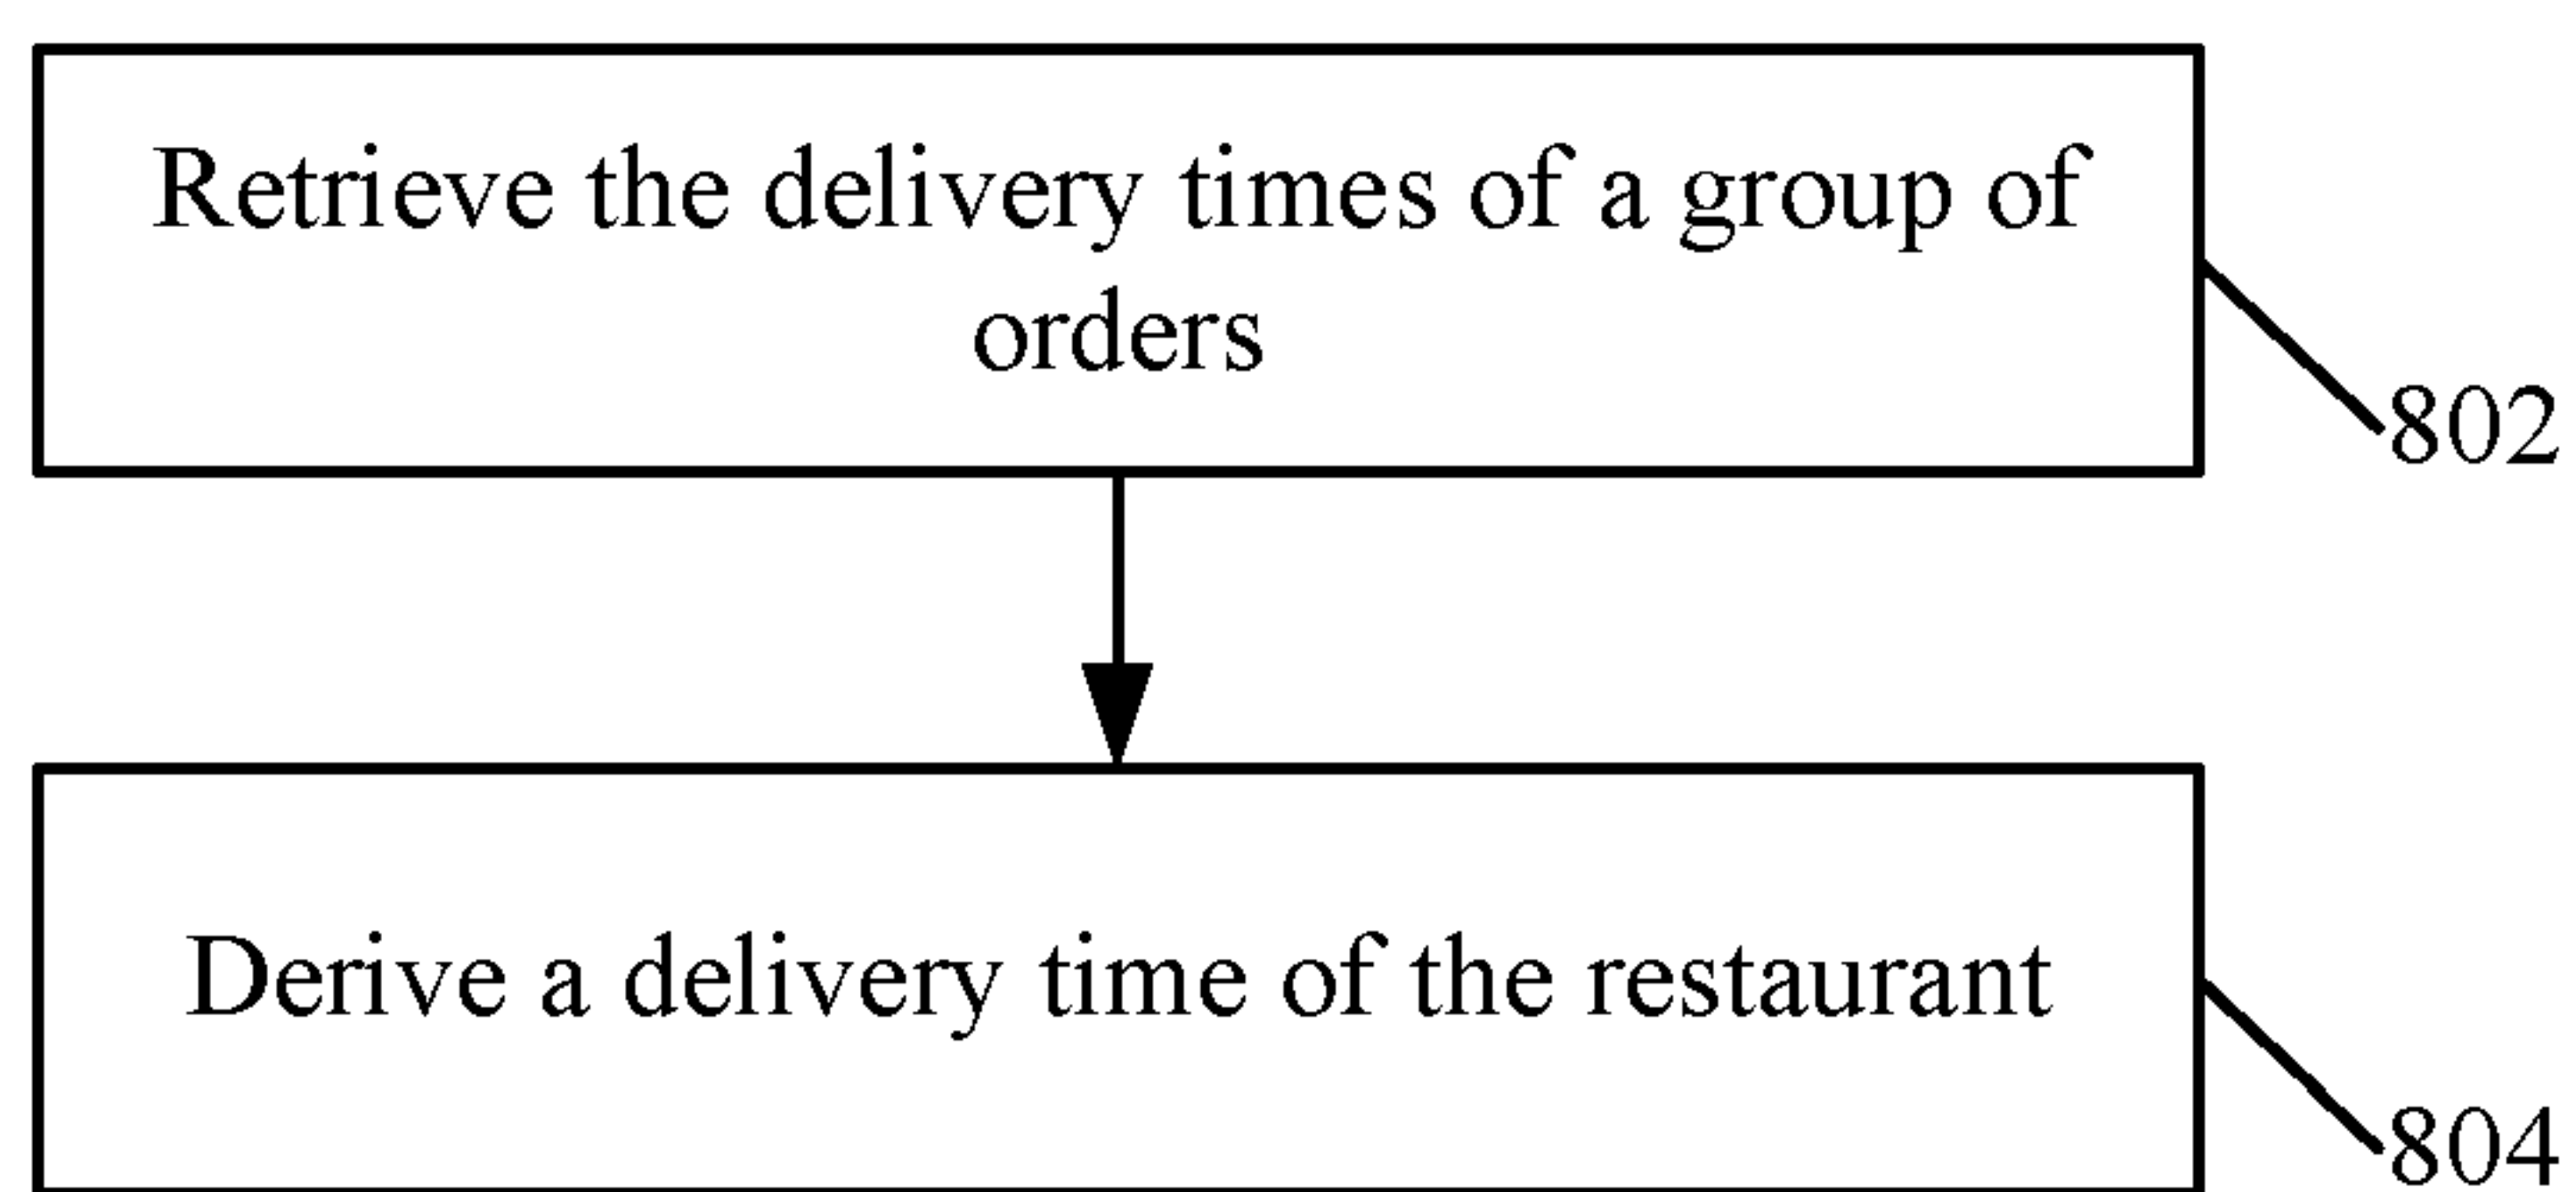 Retrieve the delivery times of a group of
orders
802
Derive a delivery time of the restaurant
804